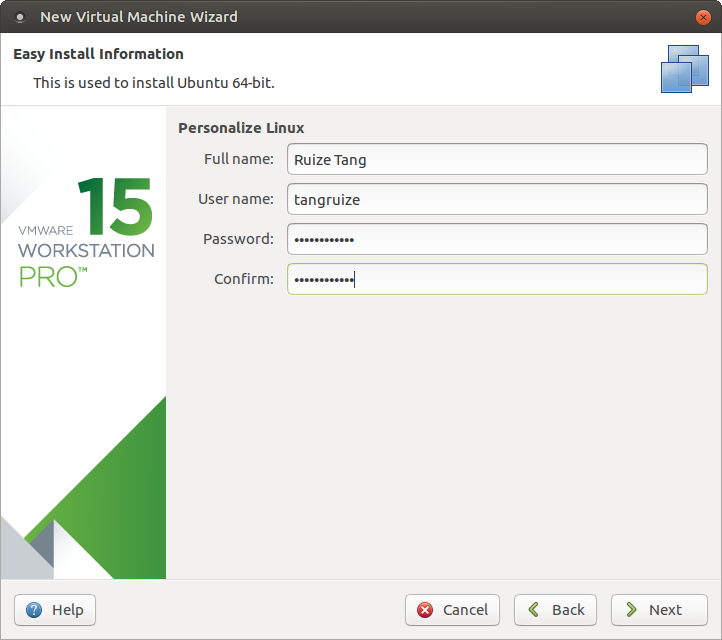 New Virtual Machine Wizard
Easy Install Information
This is used to install Ubuntu 64-bit.
VMWARE 15
WORKSTATION
PRO™
Personalize Linux
Full name: Ruize Tang
User name: tangruize
Password: ••••••••••••
Confirm: ••••••••••••
Help Cancel Back Next